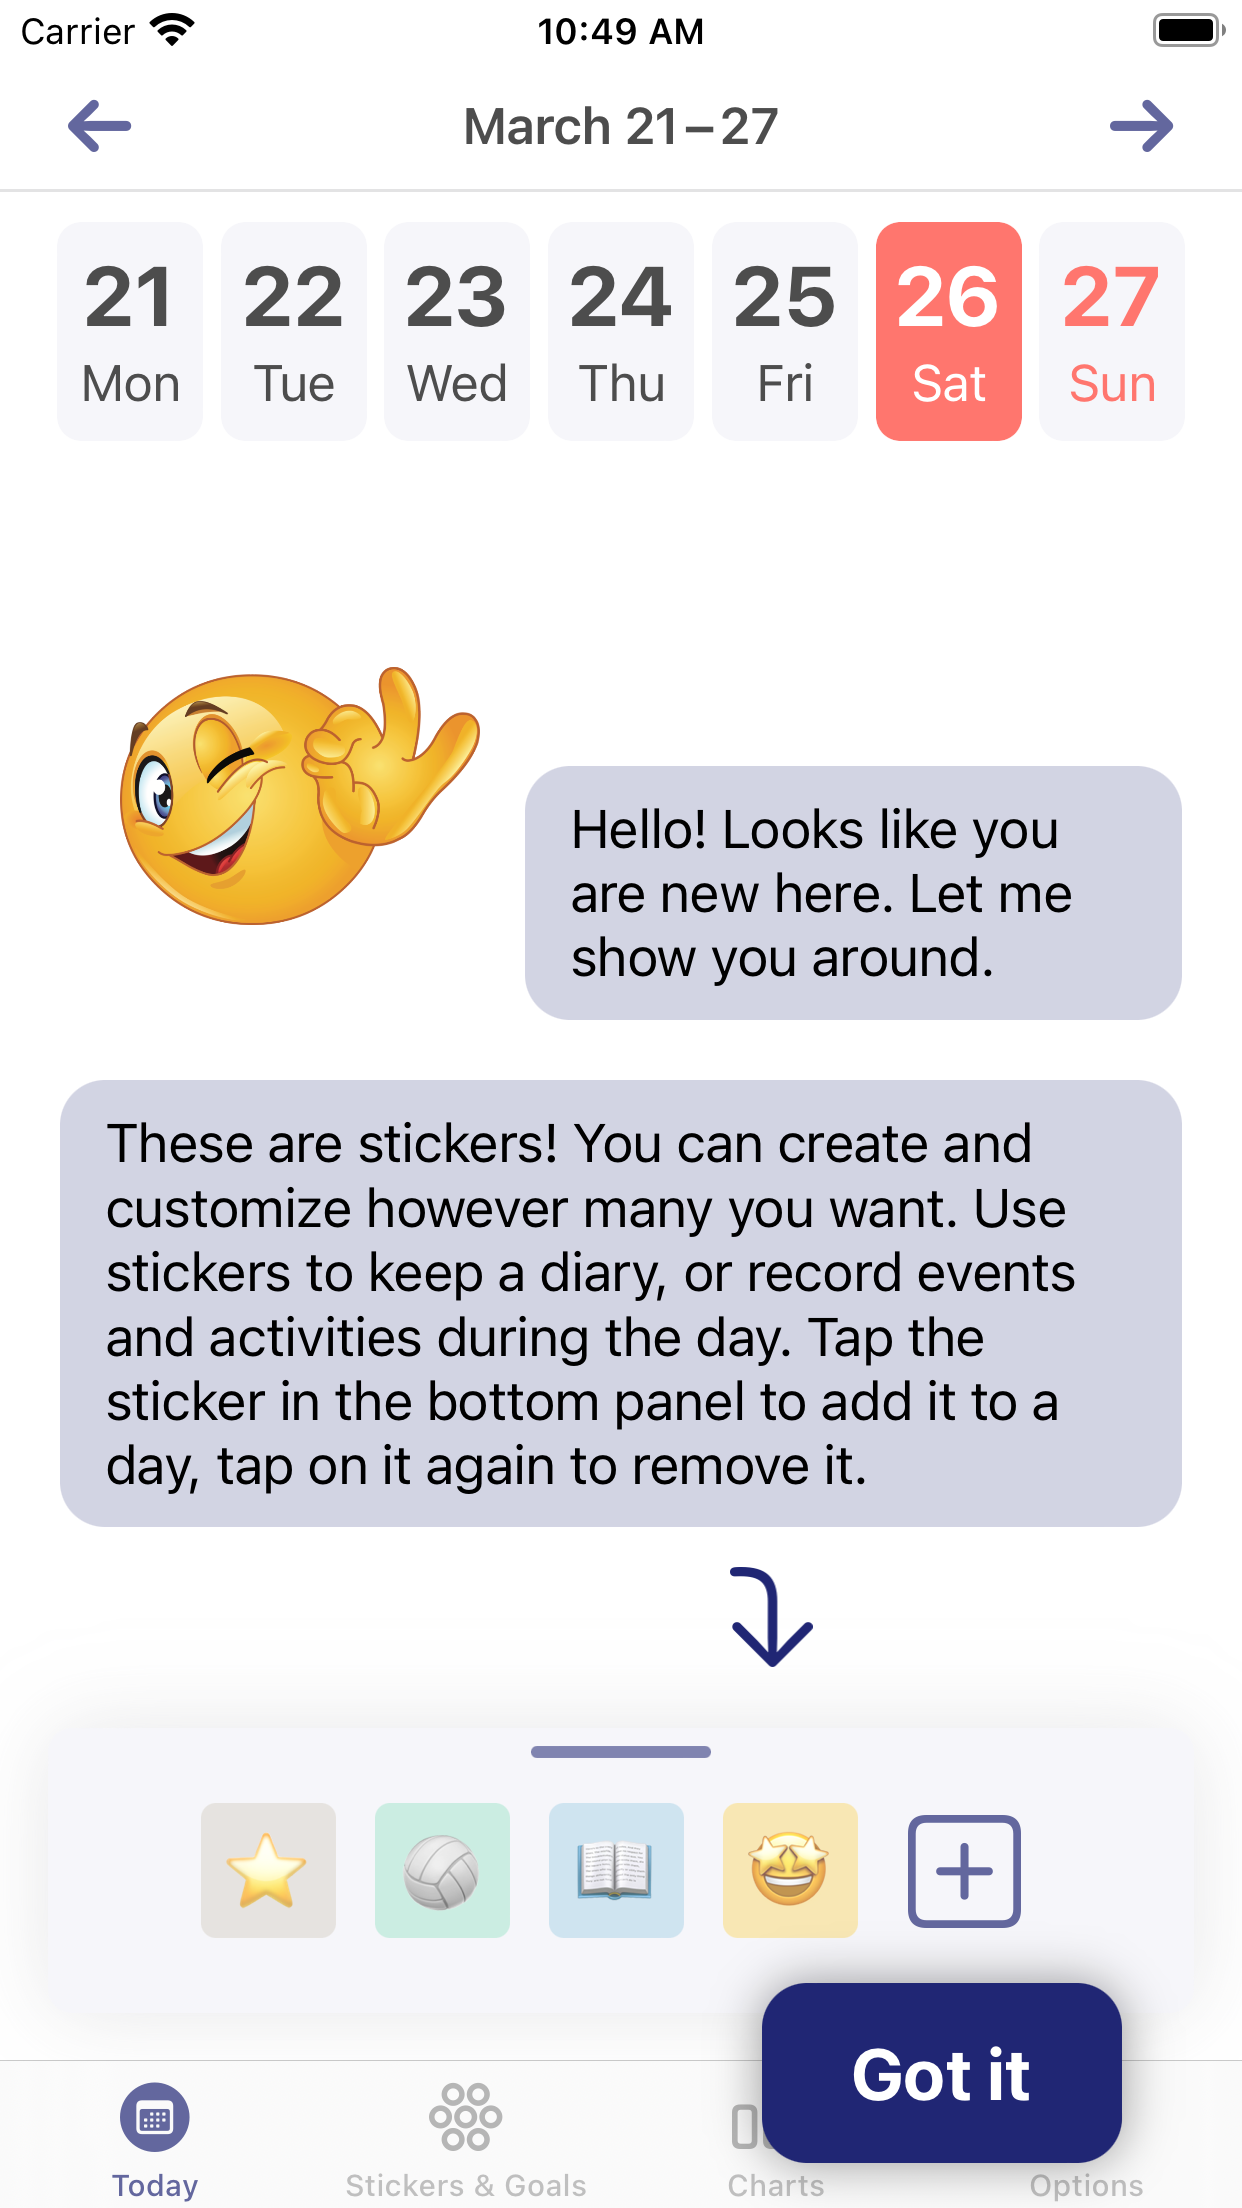 Carrier
10:49 AM
March 21 – 27
21 22 23 24 25 26 27
Mon Tue Wed Thu Fri Sat Sun
Hello! Looks like you
are new here. Let me
show you around.
These are stickers! You can create and
customize however many you want. Use
stickers to keep a diary, or record events
and activities during the day. Tap the
sticker in the bottom panel to add it to a
day, tap on it again to remove it.
Got it
Today Stickers & Goals Charts Options